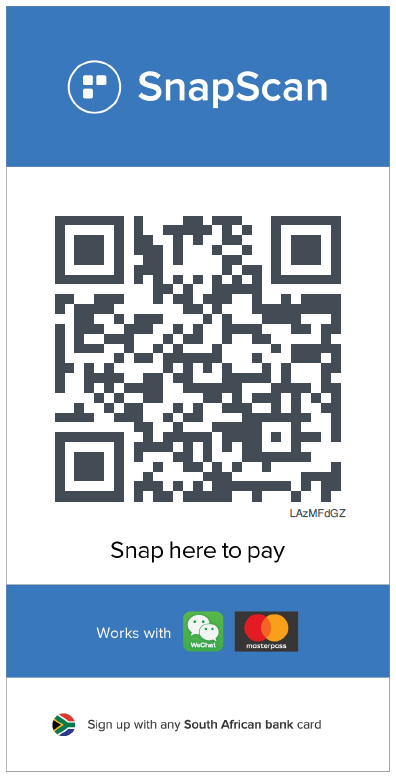 SnapScan
LAzMFdGZ
Snap here to pay
Works with
WeChat
masterpass
Sign up with any South African bank card